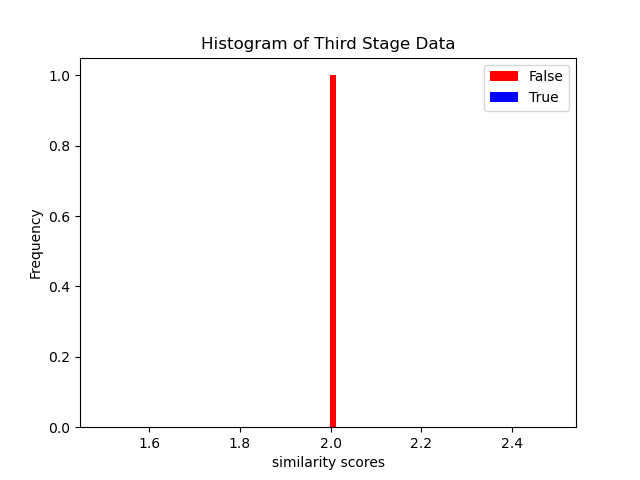 Histogram of Third Stage Data
False
True
1.0
0.8
0.6
0.4
0.2
0.0
Frequency
1.6 1.8 2.0 2.2 2.4
similarity scores